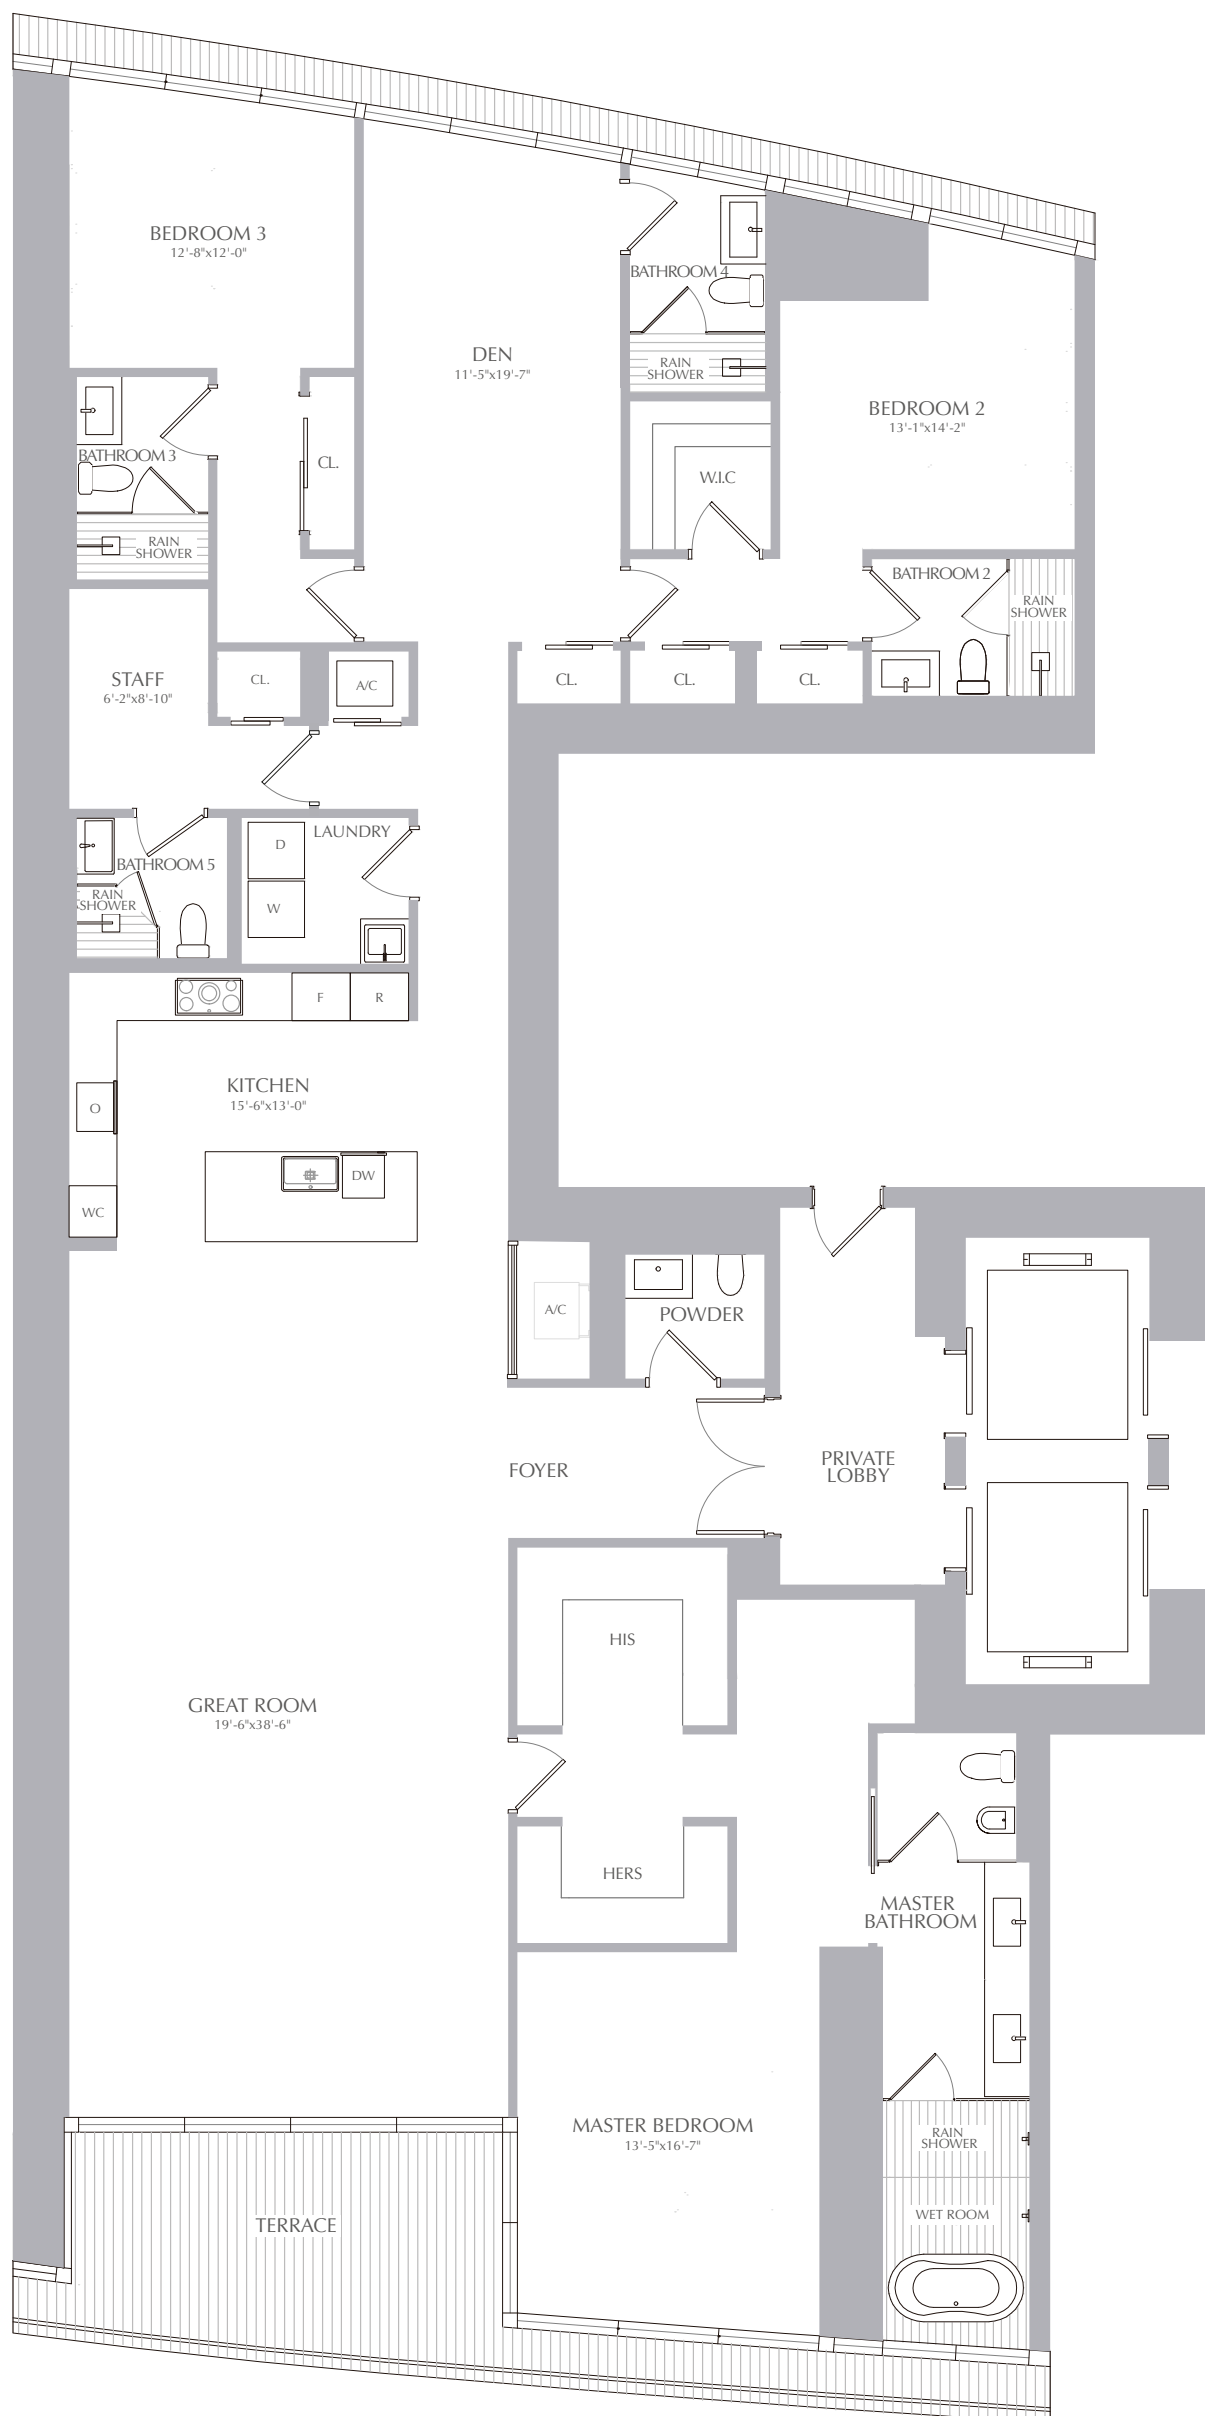 BEDROOM 3
12'-8"x12'-0"
BATHROOM 4
RAIN
SHOWER
DEN
11'-5"x19'-7"
BEDROOM 2
13'-1"x14'-2"
BATHROOM 3
CL.
W.I.C
RAIN
SHOWER
BATHROOM 2
RAIN
SHOWER
STAFF
6'-2"x8'-10"
CL.
A/C
CL.
CL.
CL.
LAUNDRY
D
BATHROOM 5
RAIN
SHOWER
W
F
R
KITCHEN
15'-6"x13'-0"
O
DW
WC
A/C
POWDER
FOYER
PRIVATE
LOBBY
HIS
GREAT ROOM
19'-6"x38'-6"
HERS
MASTER
BATHROOM
MASTER BEDROOM
13'-5"x16'-7"
RAIN
SHOWER
WET ROOM
TERRACE